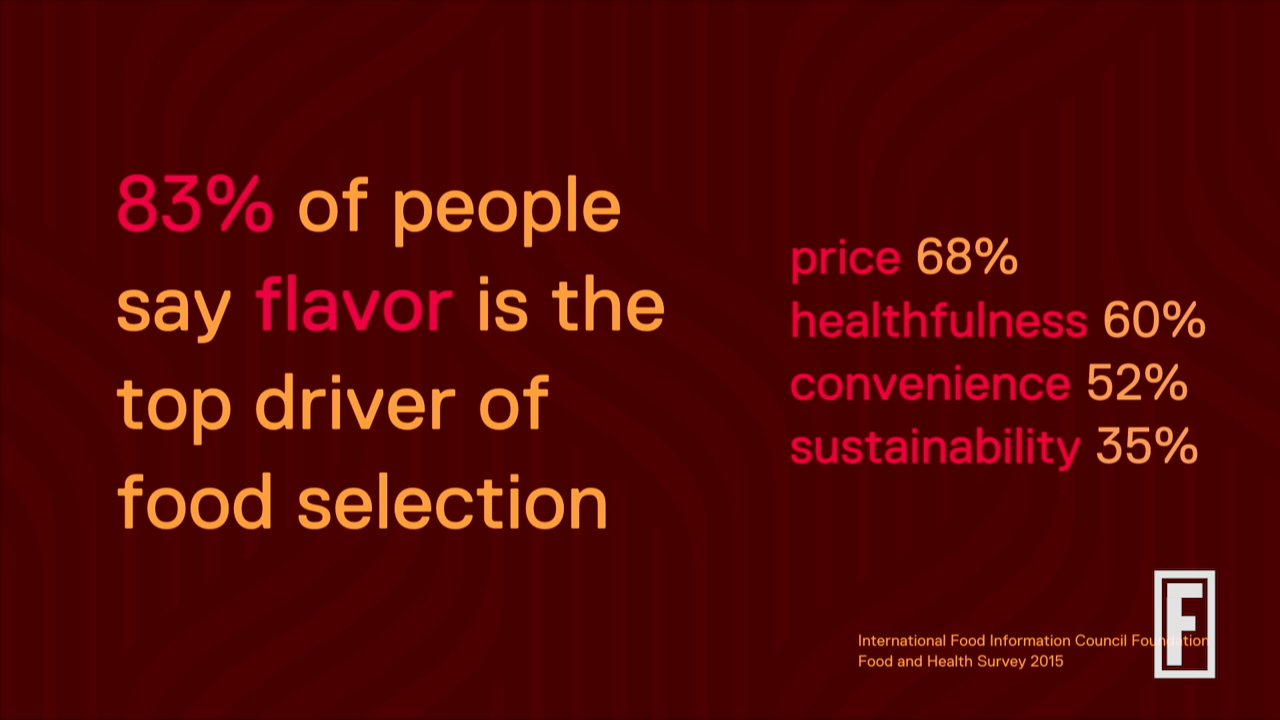 83% of people
say flavor is the
top driver of
food selection
price 68%
healthfulness 60%
convenience 52%
sustainability 35%
International Food Information Council Foundation
Food and Health Survey 2015
F